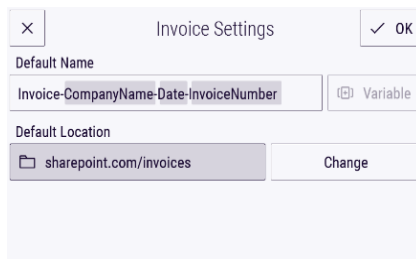 Invoice Settings
OK
Default Name
Invoice-CompanyName-Date-InvoiceNumber
Variable
Default Location
sharepoint.com/invoices
Change